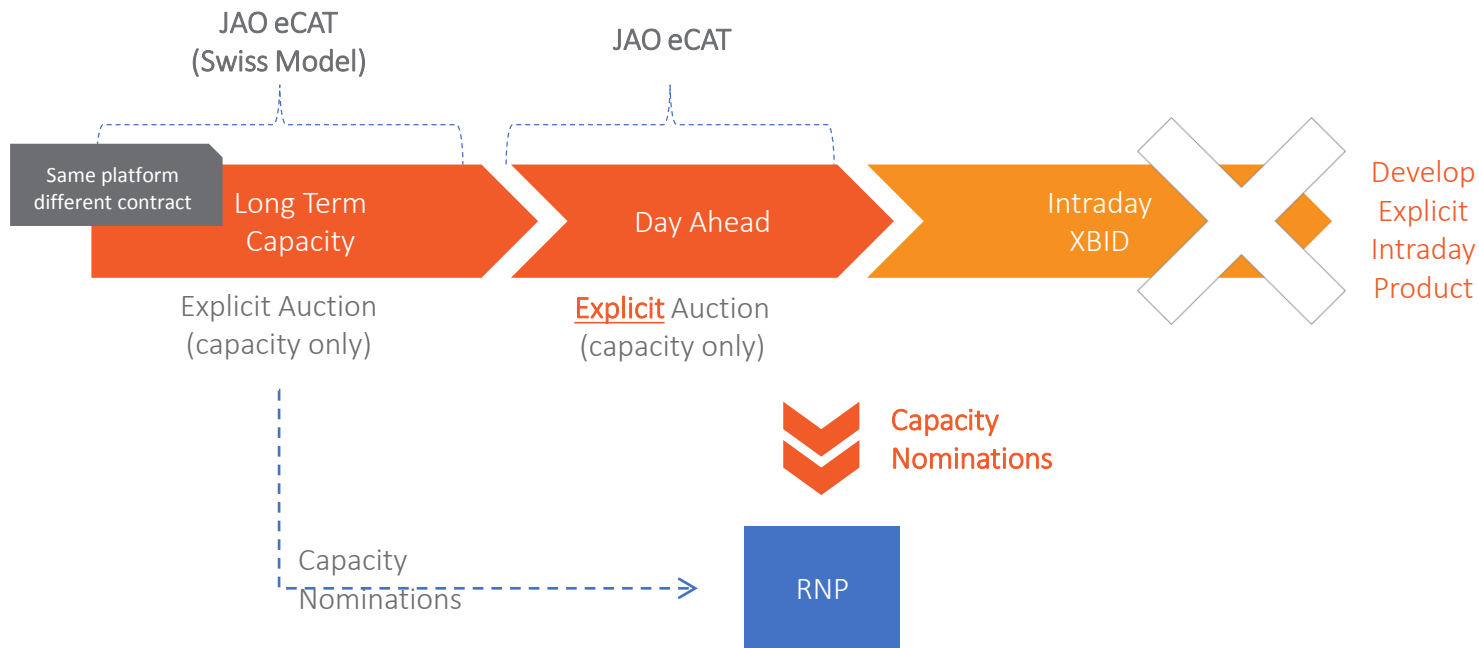 JAO eCAT
(Swiss Model)
JAO eCAT
Same platform
different contract
Long Term
Capacity
Day Ahead
Intraday
XBID
Develop
Explicit
Intraday
Product
Explicit Auction
(capacity only)
Explicit Auction
(capacity only)
Capacity
Nominations
Capacity
Nominations
RNP